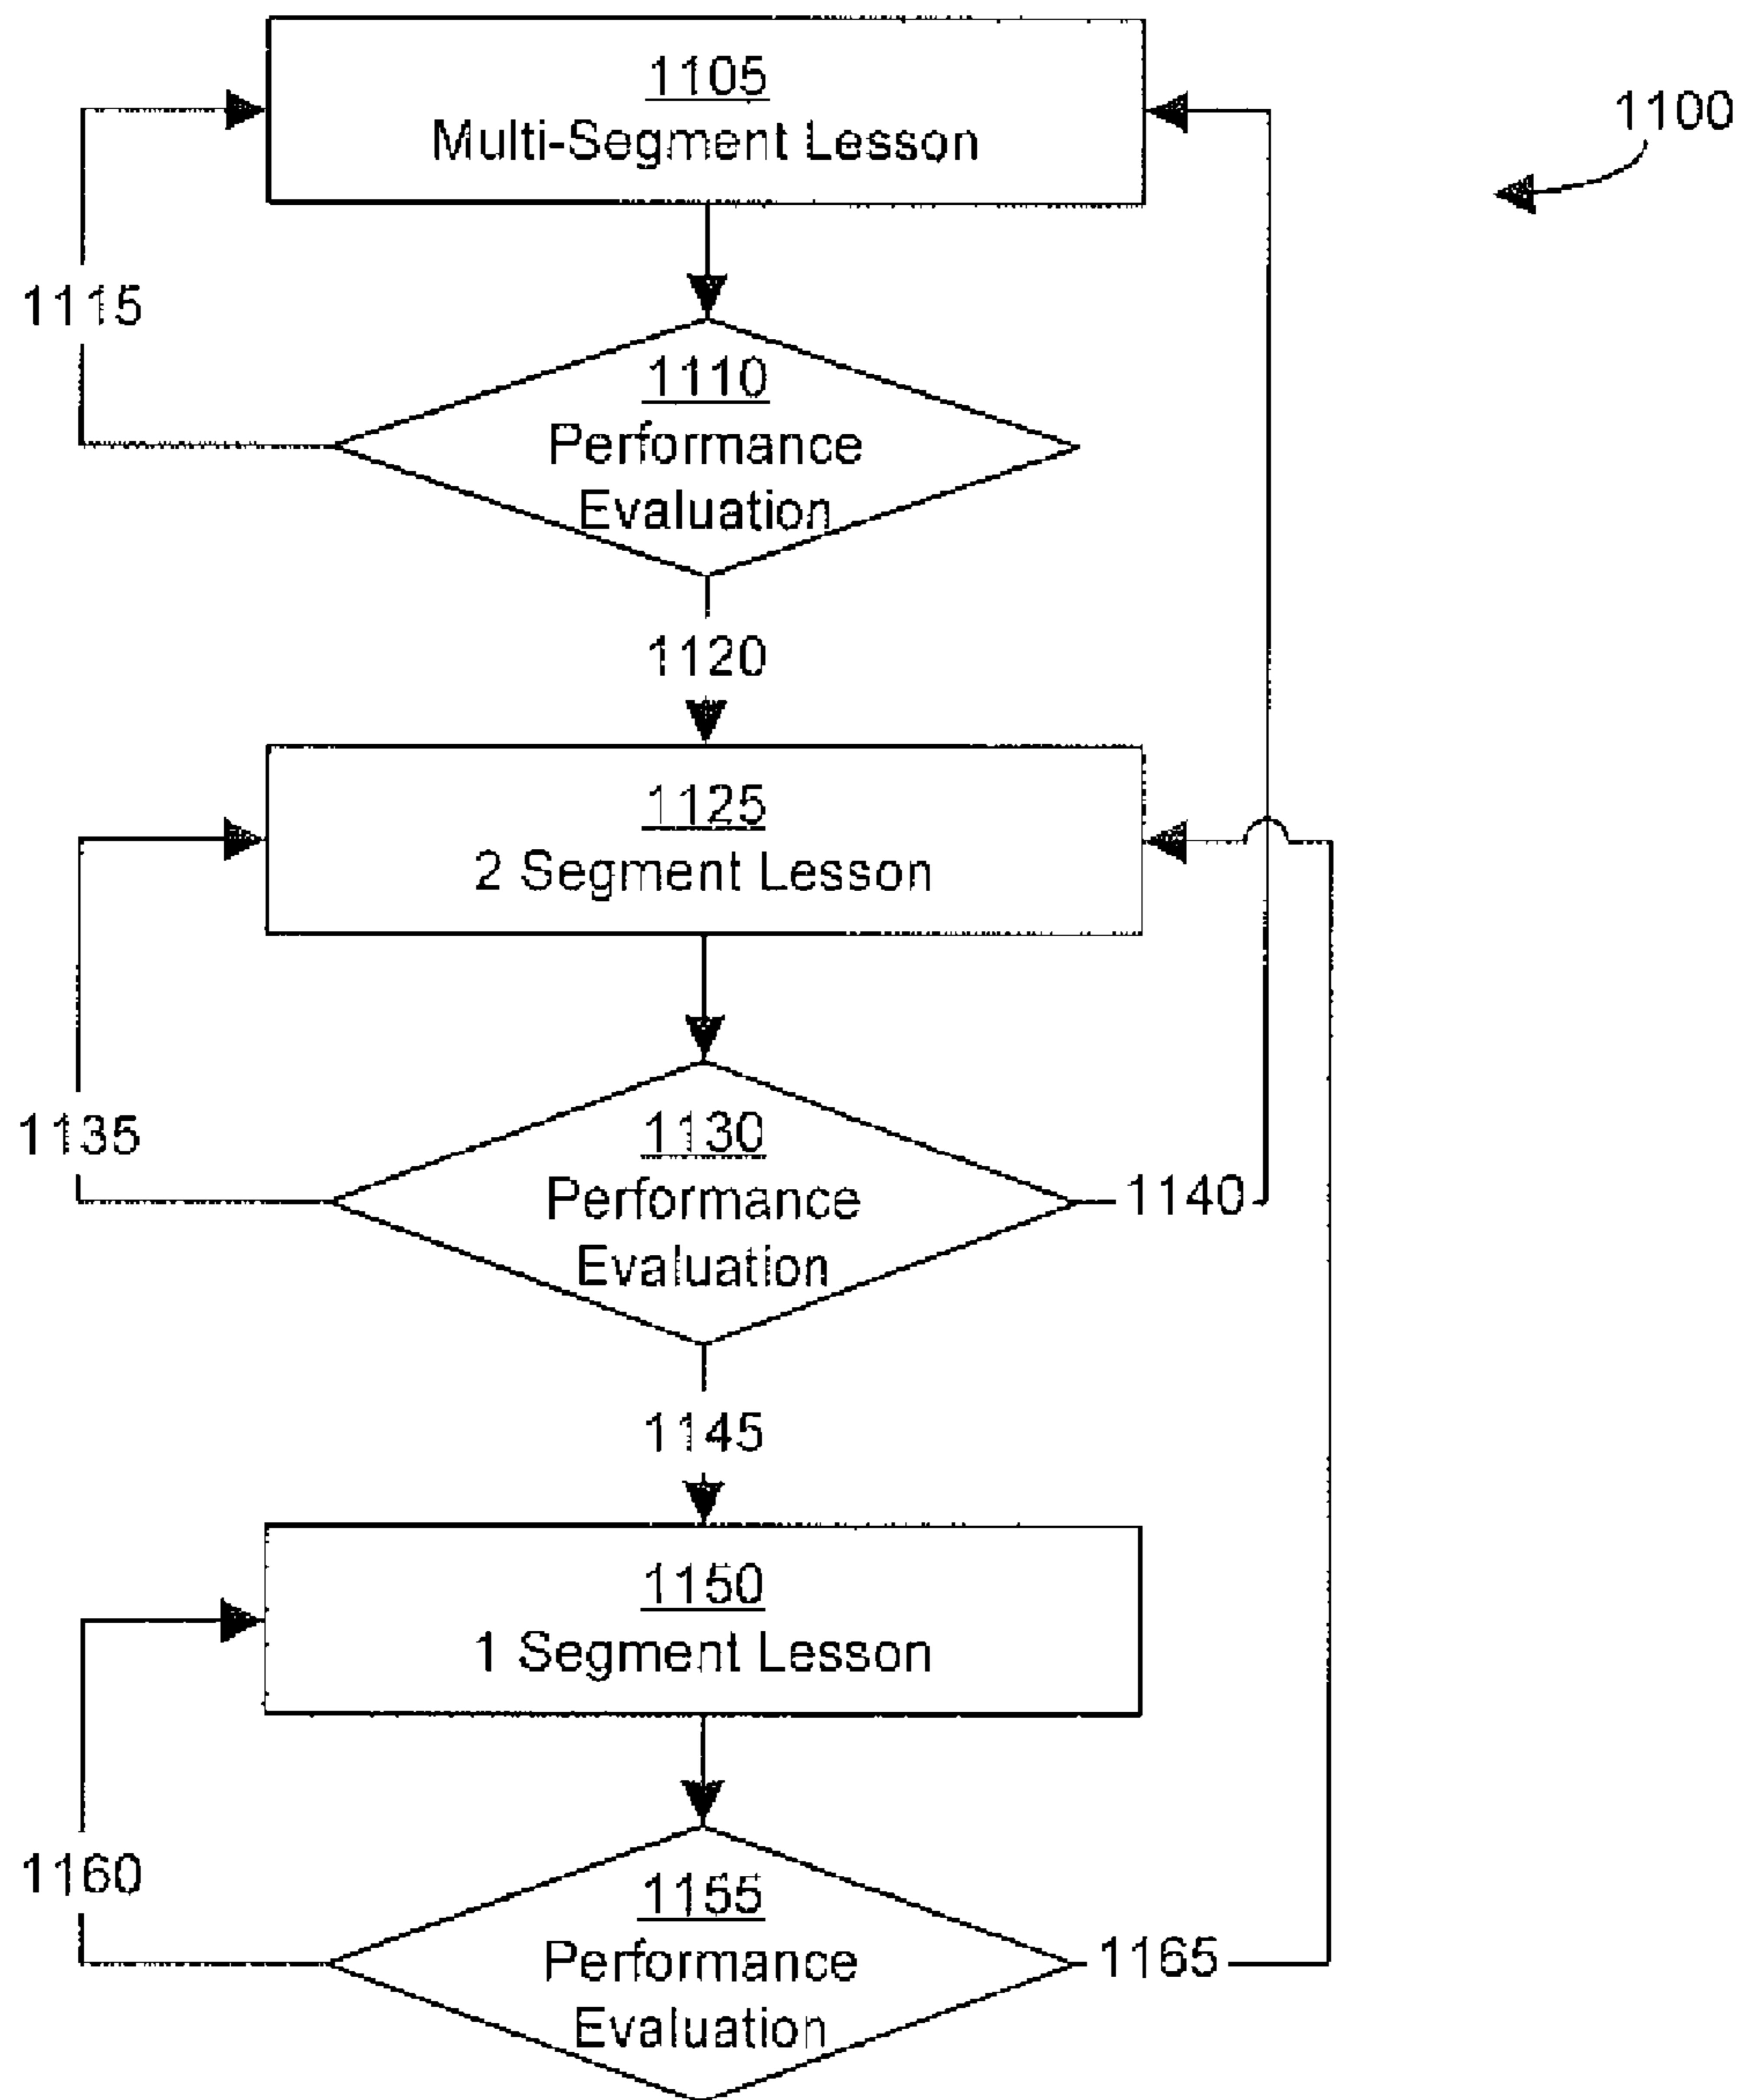 1105
Multi-Segment Lesson
1100
1115
1110
Performance
Evaluation
1120
1125
2 Segment Lesson
1135
1130
Performance
Evaluation
1140
1145
1150
1 Segment Lesson
1160
1155
Performance
Evaluation
1165